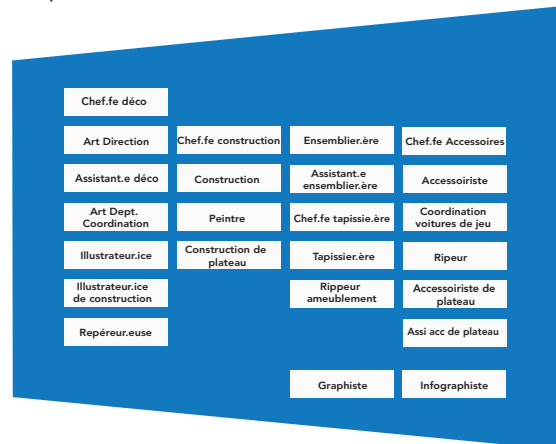 Chef.fe déco
Art Direction
Chef.fe construction
Ensemblier.ère
Chef.fe Accessoires
Assistant.e déco
Construction
Assistant.e
ensemblier.ère
Accessoiriste
Art Dept.
Coordination
Peintre
Chef.fe tapissie.ère
Coordination
voitures de jeu
Illustrateur.ice
Construction de
plateau
Tapissier.ère
Ripeur
Illustrateur.ice
de construction
Rippeur
ameublement
Accessoiriste de
plateau
Repéreur.euse
Assi acc de plateau
Graphiste
Infographiste